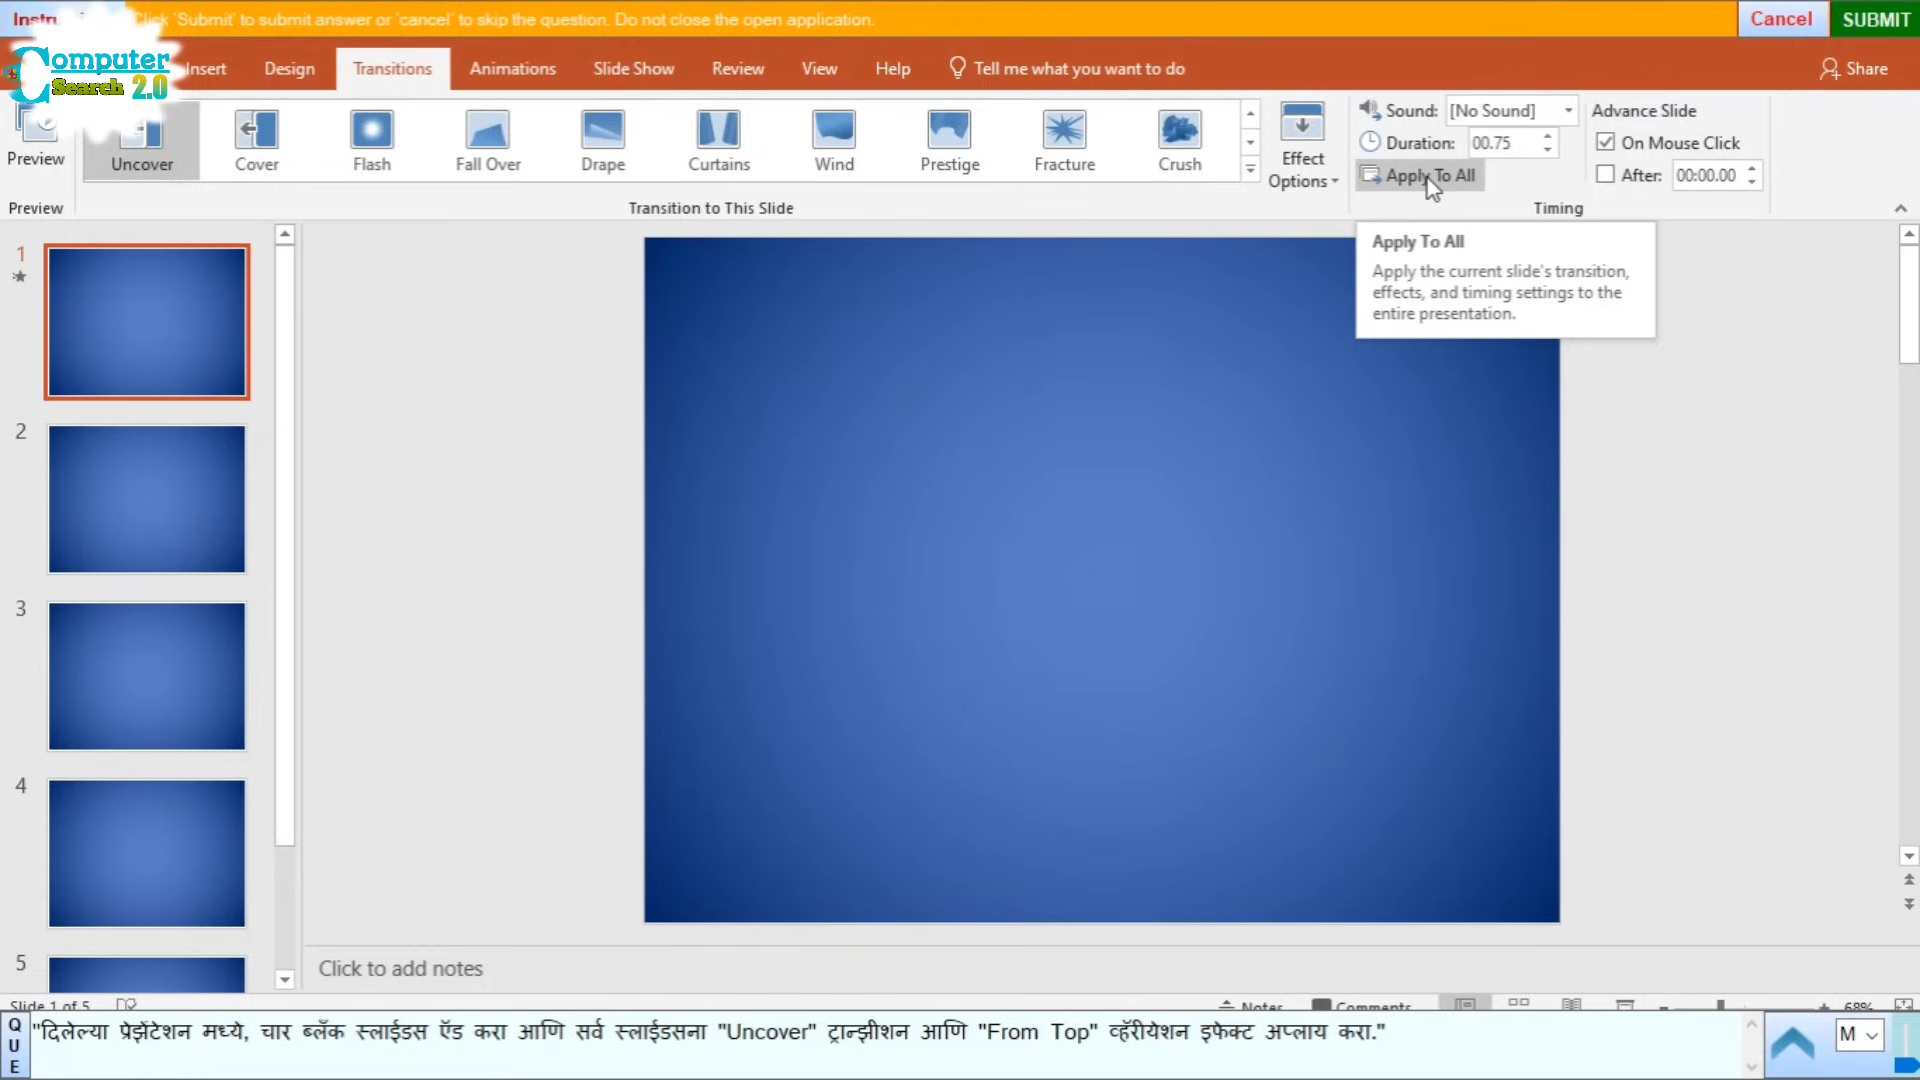 Click 'Submit' to submit answer or 'cancel' to skip the question. Do not close the open application.
Cancel
SUBMIT
Computer
Search 2.0
Insert
Design
Transitions
Animations
Slide Show
Review
View
Help
Tell me what you want to do
Share
Preview
Uncover
Cover
Flash
Fall Over
Drape
Curtains
Wind
Prestige
Fracture
Crush
Effect
Options
Sound: [No Sound]
Duration: 00.75
Apply To All
Advance Slide
On Mouse Click
After: 00:00.00
Preview
Transition to This Slide
Timing
Apply To All
Apply the current slide's transition,
effects, and timing settings to the
entire presentation.
1
2
3
4
5
Click to add notes
Slide 1 of 5
Notes
Comments
68%
QUE
"दिलेल्या प्रेझेंटेशन मध्ये, चार ब्लँक स्लाईडस ऍड करा आणि सर्व स्लाईडसना "Uncover" ट्रान्झीशन आणि "From Top" व्हॅरीयेशन इफेक्ट अप्लाय करा."
M